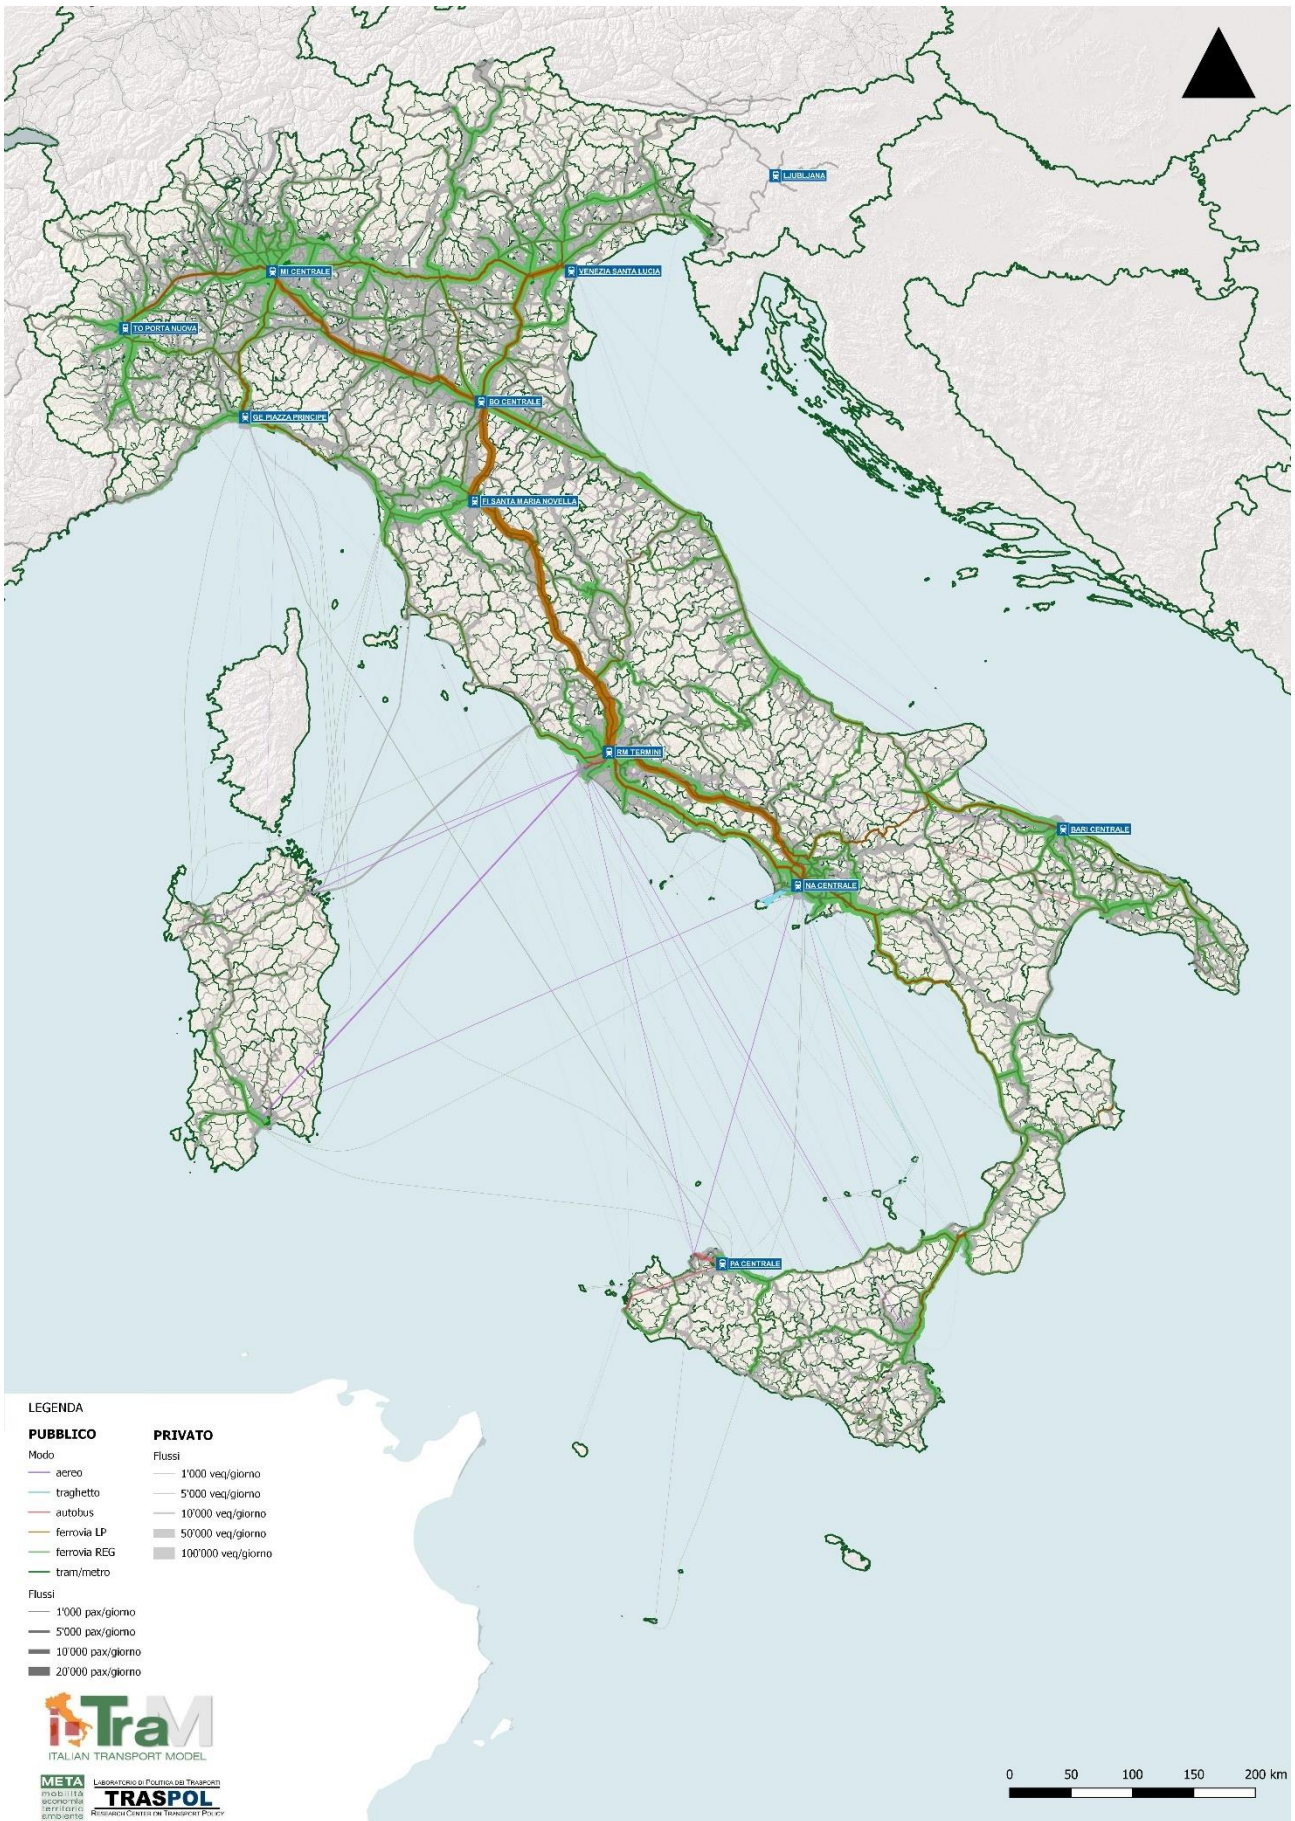 LJUBLJANA
MI CENTRALE
VENEZIA SANTA LUCIA
TO PORTA NUOVA
BO CENTRALE
GE PIAZZA PRINCIPE
FI SANTA MARIA NOVELLA
RM TERMINI
BARI CENTRALE
NA CENTRALE
PA CENTRALE
LEGENDA
PUBBLICO
Modo
aereo
traghetto
autobus
ferrovia LP
ferrovia REG
tram/metro
Flussi
1'000 pax/giorno
5'000 pax/giorno
10'000 pax/giorno
20'000 pax/giorno
PRIVATO
Flussi
1'000 veq/giorno
5'000 veq/giorno
10'000 veq/giorno
50'000 veq/giorno
100'000 veq/giorno
i-TraM
ITALIAN TRANSPORT MODEL
META
mobilità
economia
territorio
ambiente
LABORATORIO DI POLITICA DEI TRASPORTI
TRASPOL
RESEARCH CENTER ON TRANSPORT POLICY
0 50 100 150 200 km